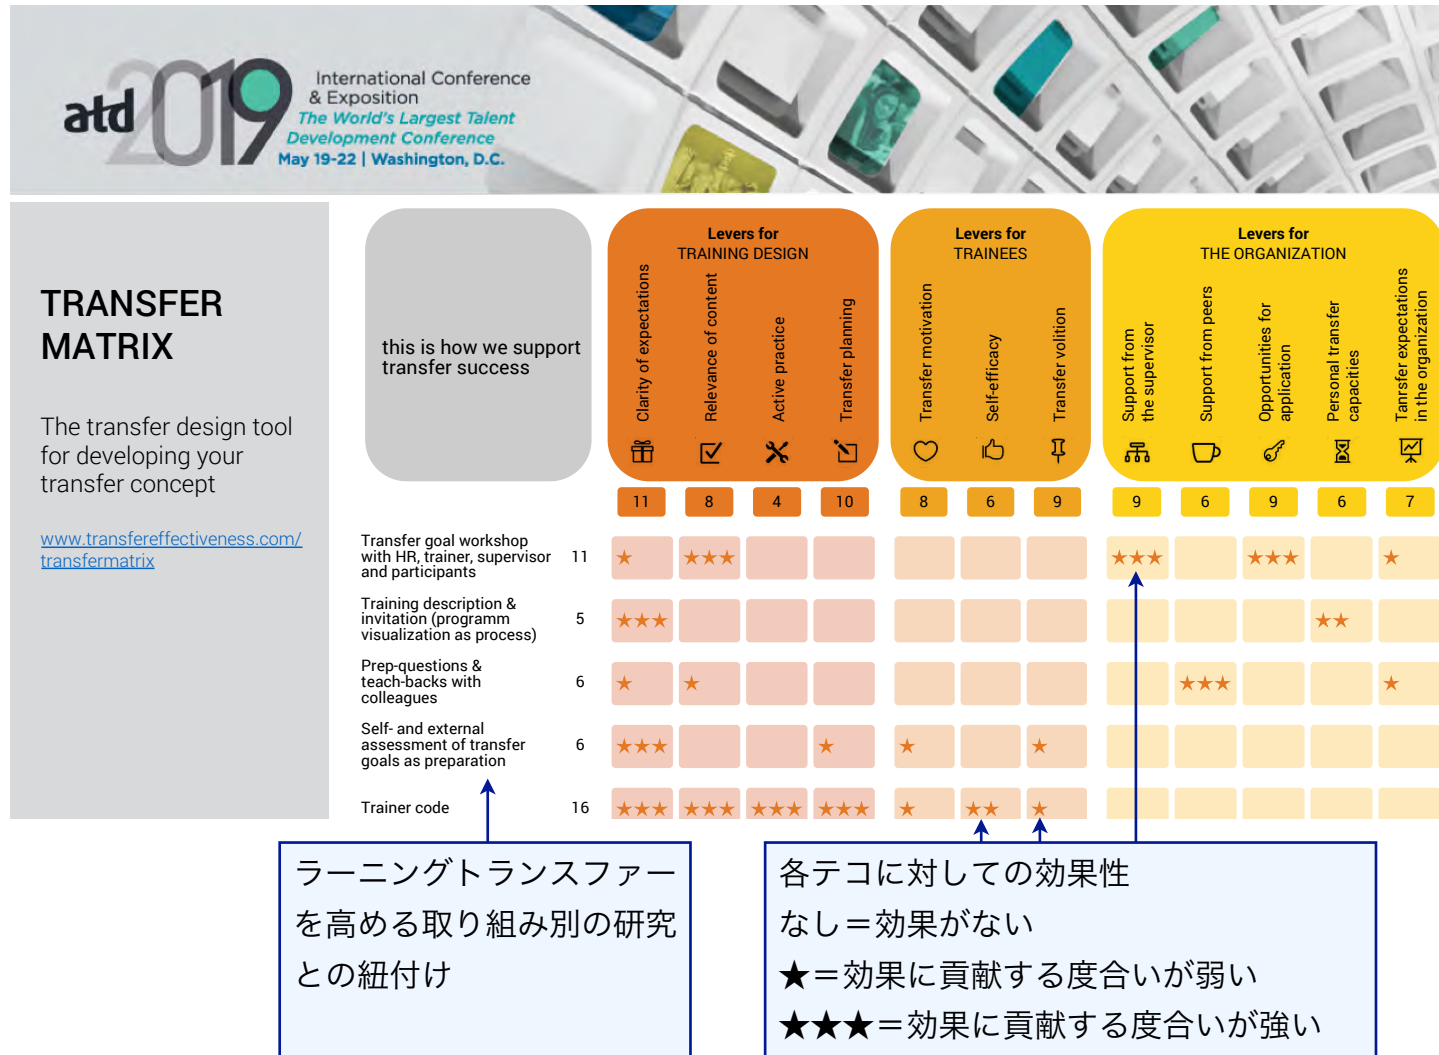 atd 2019
International Conference
& Exposition
The World's Largest Talent
Development Conference
May 19-22 | Washington, D.C.
TRANSFER
MATRIX
The transfer design tool
for developing your
transfer concept
www.transfereffectiveness.com/
transfermatrix
this is how we support
transfer success
Levers for
TRAINING DESIGN
Clarity of expectations
Relevance of content
Active practice
Transfer planning
Levers for
TRAINEES
Transfer motivation
Self-efficacy
Transfer volition
Levers for
THE ORGANIZATION
Support from
the supervisor
Support from peers
Opportunities for
application
Personal transfer
capacities
Tanrsfer expectations
in the organization
11 8 4 10 8 6 9 9 6 9 6 7
Transfer goal workshop
with HR, trainer, supervisor 11 ★ ★★★ ★★★ ★★★ ★
and participants
Training description &
invitation (programm 5 ★★★ ★★
visualization as process)
Prep-questions &
teach-backs with 6 ★ ★ ★★★ ★
colleagues
Self- and external
assessment of transfer 6 ★★★ ★ ★ ★
goals as preparation
Trainer code 16 ★★★ ★★★ ★★★ ★★★ ★ ★★ ★
ラーニングトランスファー
を高める取り組み別の研究
との紐付け
各テコに対しての効果性
なし＝効果がない
★＝効果に貢献する度合いが弱い
★★★＝効果に貢献する度合いが強い